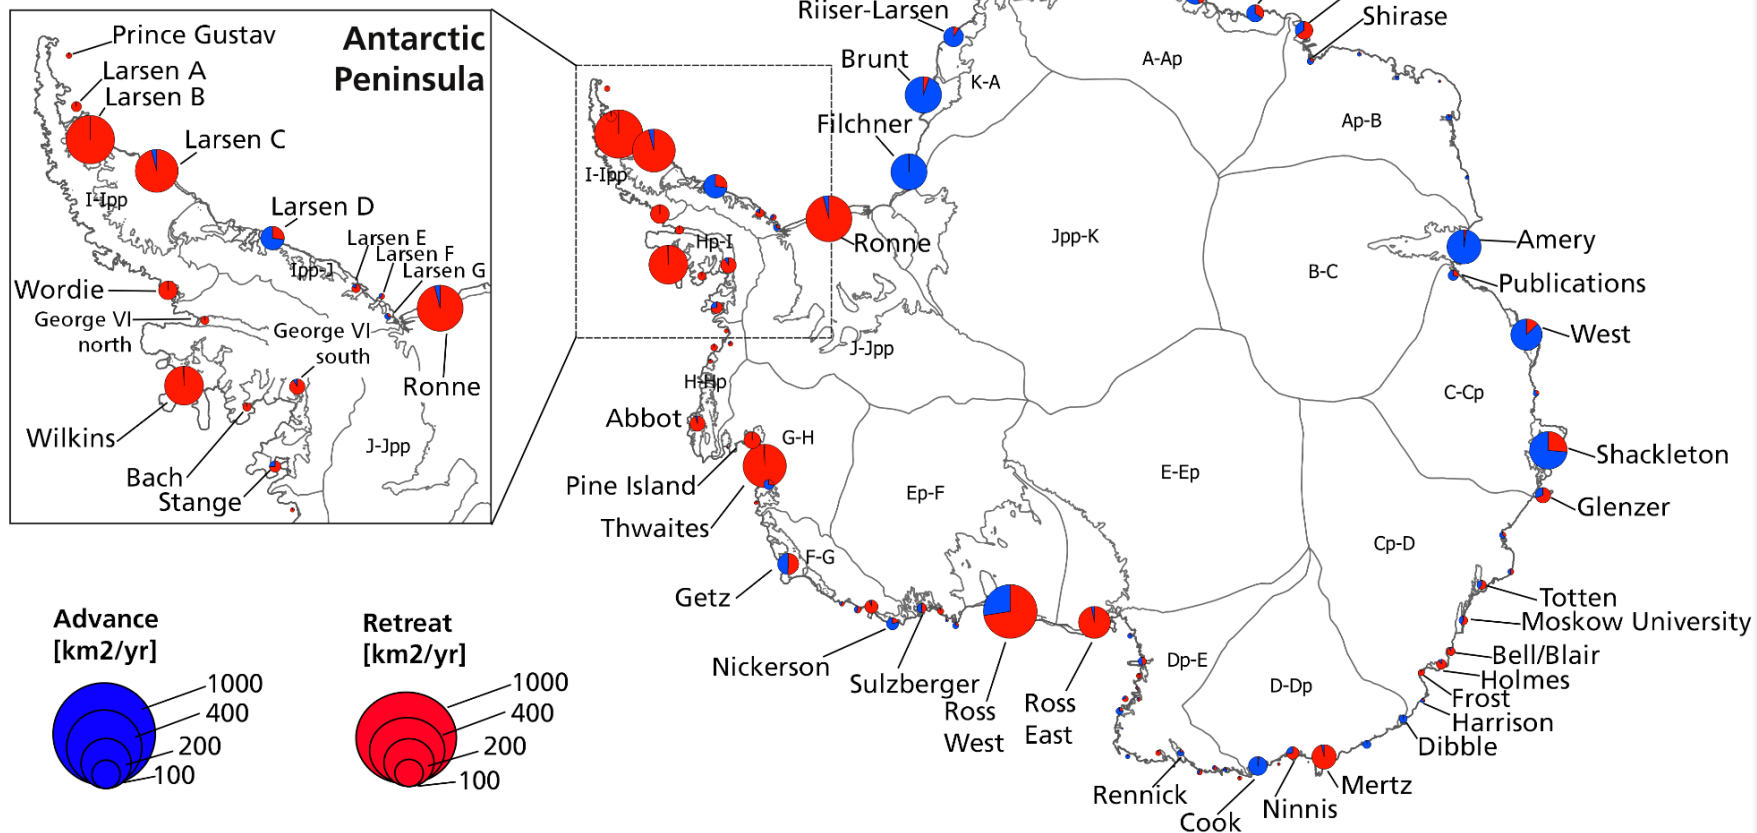 Antarctic
Peninsula
Prince Gustav
Larsen A
Larsen B
Larsen C
I-Ipp
Larsen D
Larsen E
Larsen F
Larsen G
Ipp-J
Wordie
George VI
north
George VI
south
Ronne
Wilkins
Bach
Stange
J-Jpp
Advance
[km2/yr]
1000
400
200
100
Retreat
[km2/yr]
1000
400
200
100
Riiser-Larsen
Brunt
Filchner
K-A
A-Ap
Shirase
Ap-B
I-Ipp
Hp-I
Ronne
Jpp-K
B-C
Amery
Publications
West
J-Jpp
H-Hp
Abbot
G-H
Pine Island
Thwaites
Ep-F
E-Ep
C-Cp
Shackleton
Glenzer
Cp-D
F-G
Getz
Nickerson
Sulzberger
Ross
West
Ross
East
Dp-E
D-Dp
Totten
Moskow University
Bell/Blair
Holmes
Frost
Harrison
Dibble
Mertz
Ninnis
Cook
Rennick